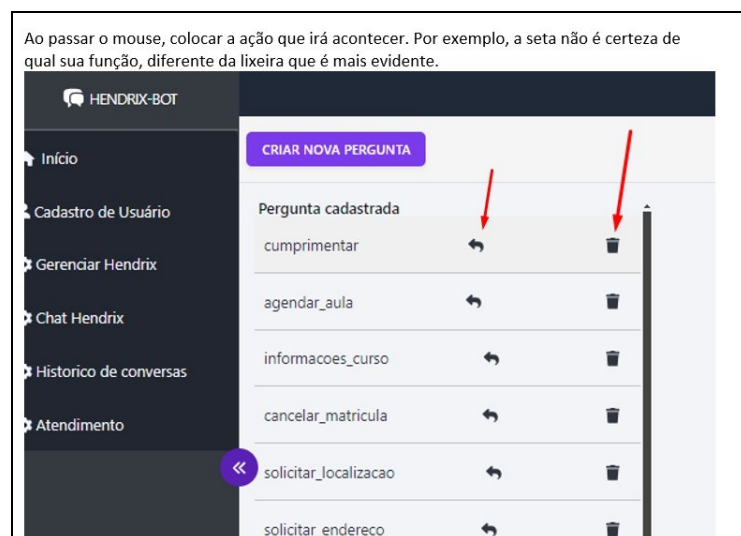 Ao passar o mouse, colocar a ação que irá acontecer. Por exemplo, a seta não é certeza de
qual sua função, diferente da lixeira que é mais evidente.
HENDRIX-BOT
Início
Cadastro de Usuário
Gerenciar Hendrix
Chat Hendrix
Historico de conversas
Atendimento
CRIAR NOVA PERGUNTA
Pergunta cadastrada
cumprimentar
agendar_aula
informacoes_curso
cancelar_matricula
solicitar_localizacao
solicitar_endereco